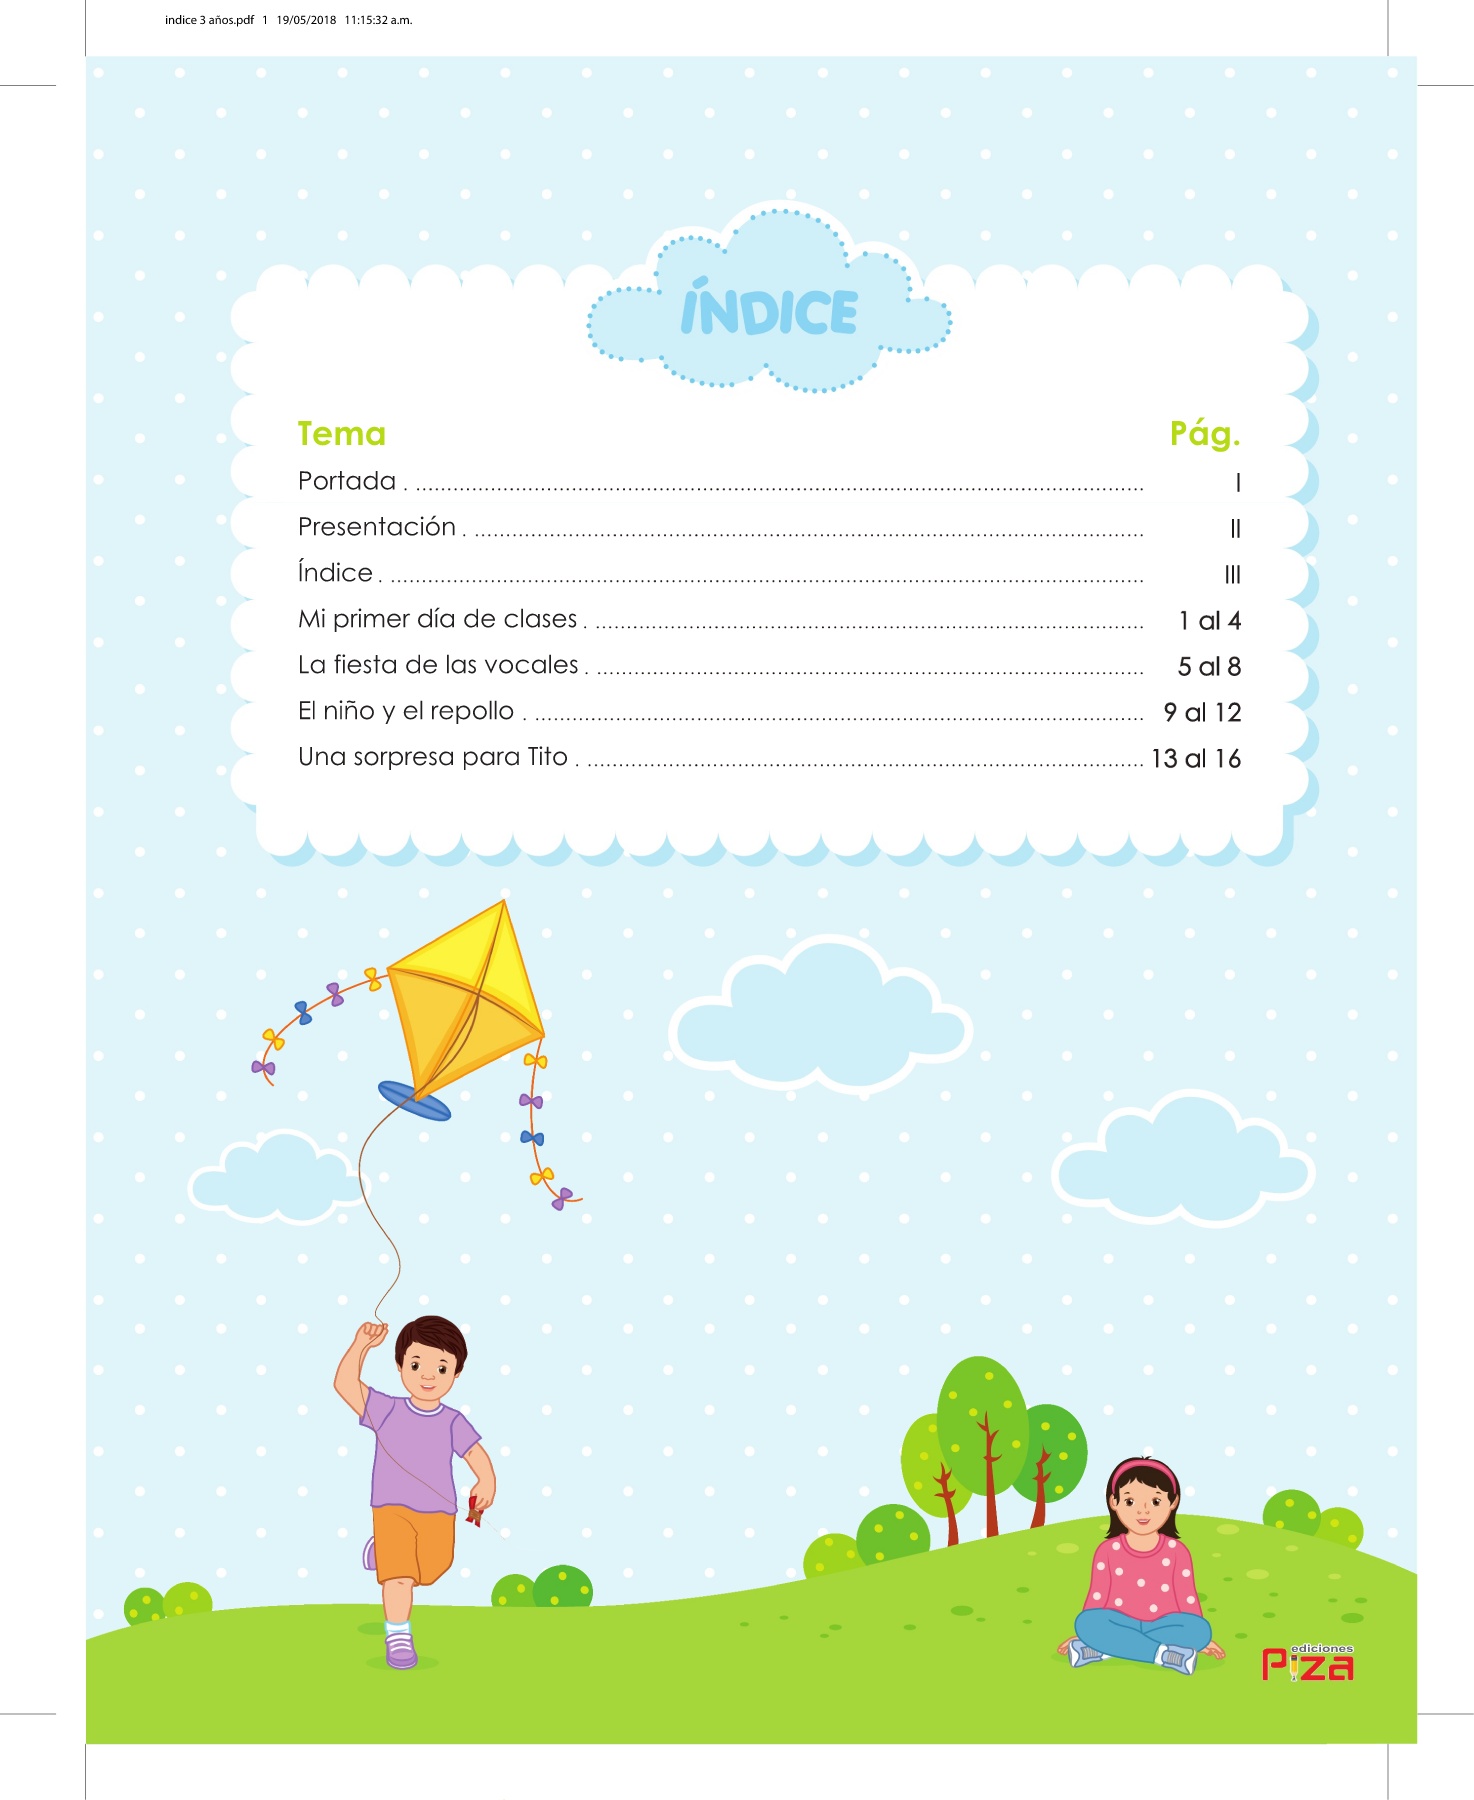 indice 3 años.pdf 1 19/05/2018 11:15:32 a.m.
ÍNDICE
Tema Pág.
Portada . .......... I
Presentación . .......... II
Índice . .......... III
Mi primer día de clases . .......... 1 al 4
La fiesta de las vocales . .......... 5 al 8
El niño y el repollo . .......... 9 al 12
Una sorpresa para Tito . .......... 13 al 16
ediciones
Piza